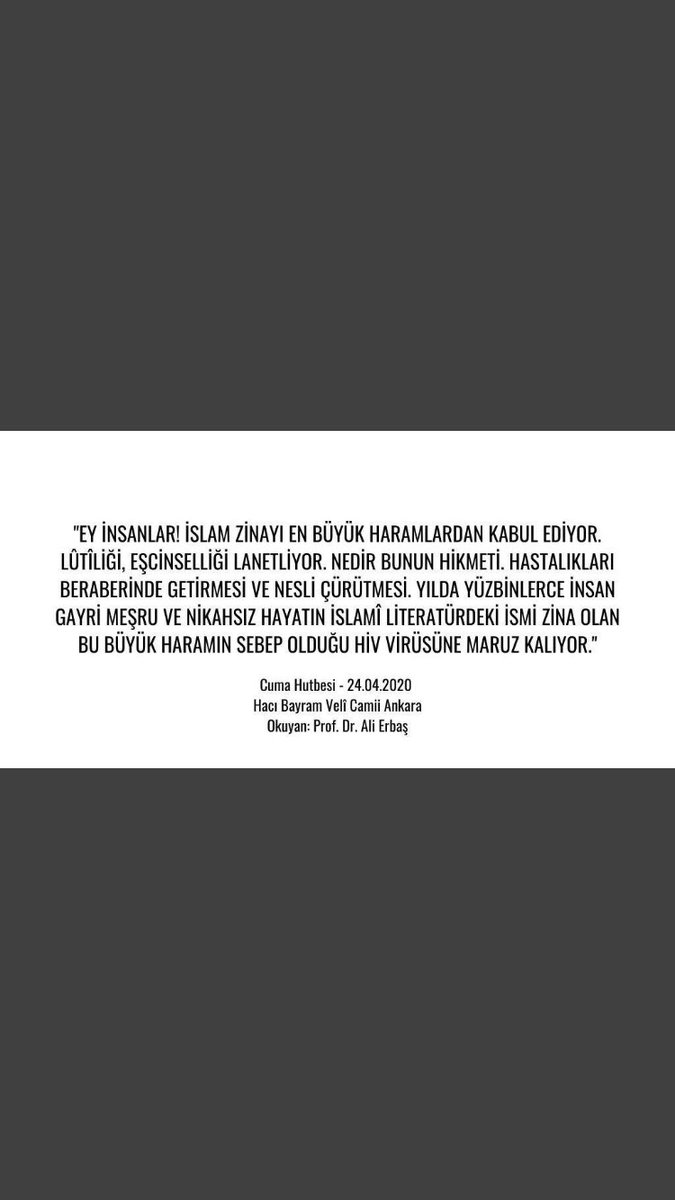 "EY İNSANLAR! İSLAM ZİNAYI EN BÜYÜK HARAMLARDAN KABUL EDİYOR.
LÛTÎLİĞİ, EŞCİNSELLİĞİ LANETLİYOR. NEDİR BUNUN HİKMETİ. HASTALIKLARI
BERABERİNDE GETİRMESİ VE NESLİ ÇÜRÜTMESİ. YILDA YÜZBİNLERCE İNSAN
GAYRİ MEŞRU VE NİKAHSIZ HAYATIN İSLAMÎ LİTERATÜRDEKİ İSMİ ZİNA OLAN
BU BÜYÜK HARAMIN SEBEP OLDUĞU HİV VİRÜSÜNE MARUZ KALIYOR."
Cuma Hutbesi - 24.04.2020
Hacı Bayram Velî Camii Ankara
Okuyan: Prof. Dr. Ali Erbaş